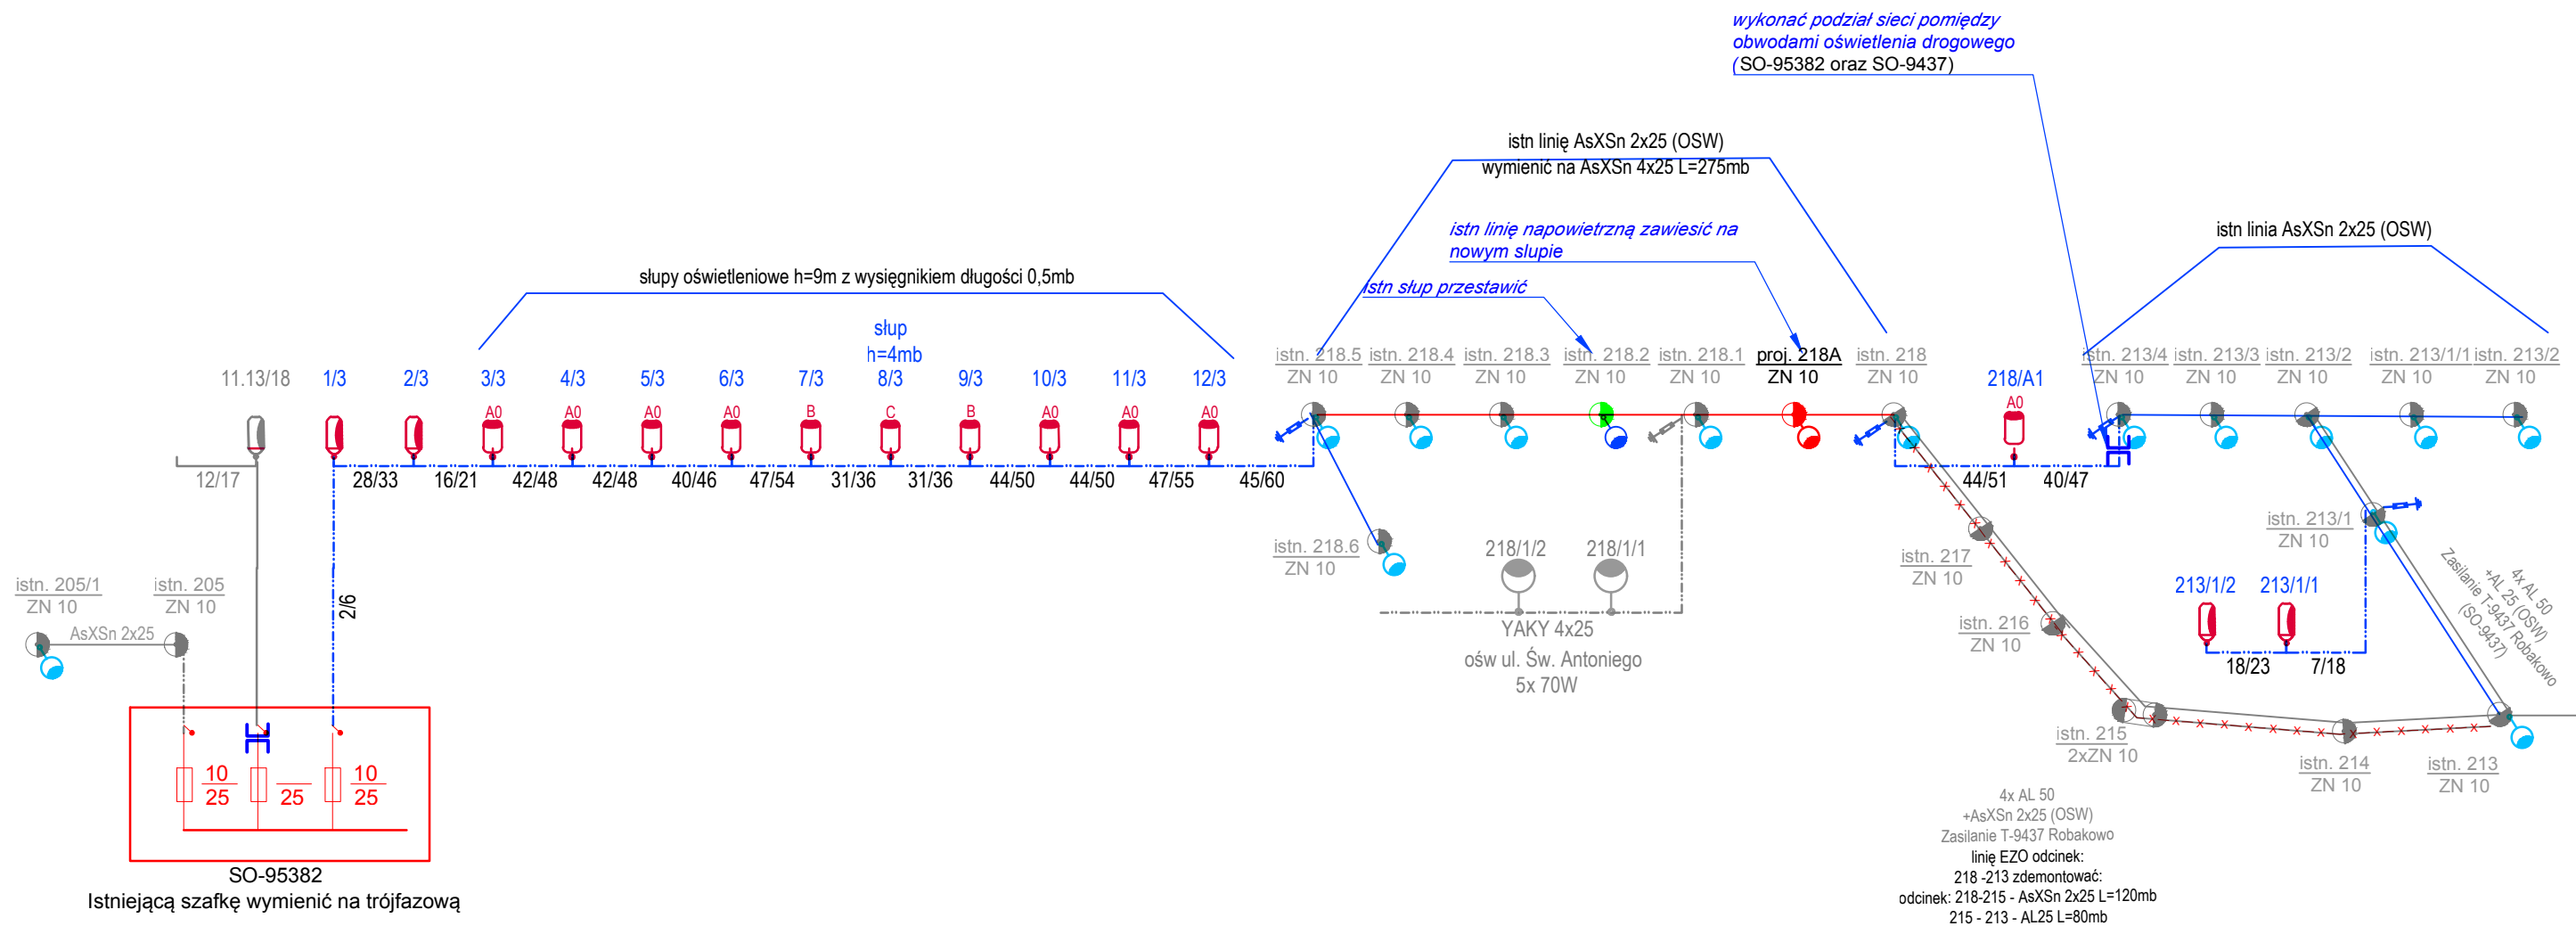 wykonać podział sieci pomiędzy
obwodami oświetlenia drogowego
(SO-95382 oraz SO-9437)
istn linię AsXSn 2x25 (OSW)
wymienić na AsXSn 4x25 L=275mb
istn linię napowietrzną zawiesić na
nowym slupie
istn słup przestawić
istn linia AsXSn 2x25 (OSW)
słupy oświetleniowe h=9m z wysięgnikiem długości 0,5mb
słup
h=4mb
11.13/18 1/3 2/3 3/3 4/3 5/3 6/3 7/3 8/3 9/3 10/3 11/3 12/3
A0 A0 A0 A0 B C B A0 A0 A0
istn. 218.5 istn. 218.4 istn. 218.3 istn. 218.2 istn. 218.1 proj. 218A istn. 218
ZN 10 ZN 10 ZN 10 ZN 10 ZN 10 ZN 10 ZN 10
218/A1
A0
istn. 213/4 istn. 213/3 istn. 213/2 istn. 213/1/1 istn. 213/2
ZN 10 ZN 10 ZN 10 ZN 10 ZN 10
12/17 28/33 16/21 42/48 42/48 40/46 47/54 31/36 31/36 44/50 44/50 47/55 45/60
44/51 40/47
2/6
istn. 218.6
ZN 10
218/1/2 218/1/1
YAKY 4x25
ośw ul. Św. Antoniego
5x 70W
istn. 217
ZN 10
istn. 216
ZN 10
istn. 215
2xZN 10
istn. 214
ZN 10
istn. 213
ZN 10
istn. 213/1
ZN 10
213/1/2 213/1/1
18/23 7/18
4x AL 50
+AL 25 (OSW)
Zasilanie T-9437 Robakowo
(SO-9437)
istn. 205/1
ZN 10
istn. 205
ZN 10
AsXSn 2x25
10
25
25
10
25
SO-95382
Istniejącą szafkę wymienić na trójfazową
4x AL 50
+AsXSn 2x25 (OSW)
Zasilanie T-9437 Robakowo
linię EZO odcinek:
218 -213 zdemontować:
odcinek: 218-215 - AsXSn 2x25 L=120mb
215 - 213 - AL25 L=80mb